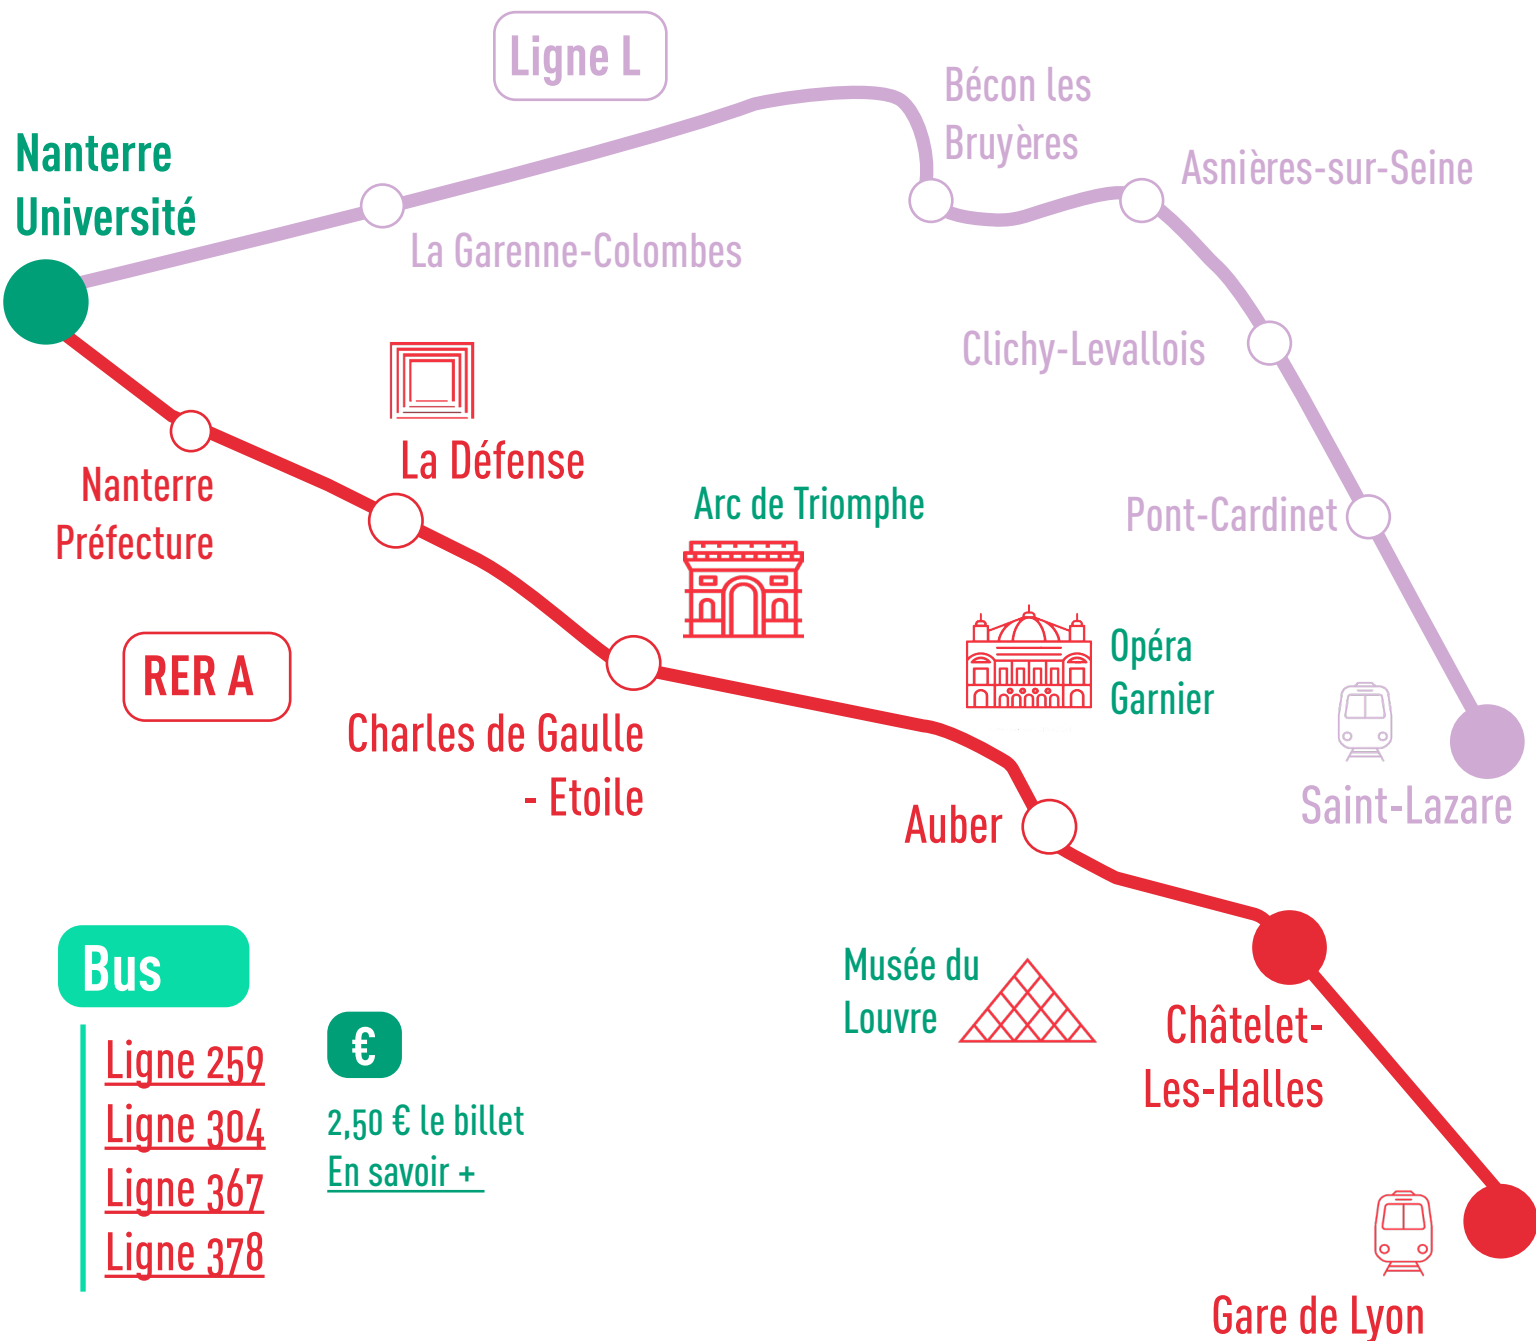 Ligne L
Bécon les
Bruyères
Nanterre
Université
Asnières-sur-Seine
La Garenne-Colombes
Clichy-Levallois
La Défense
Nanterre
Préfecture
Arc de Triomphe
Pont-Cardinet
RER A
Opéra
Garnier
Charles de Gaulle
- Etoile
Saint-Lazare
Auber
Bus
Musée du
Louvre
Châtelet-
Les-Halles
Ligne 259
Ligne 304
Ligne 367
Ligne 378
€
2,50 € le billet
En savoir +
Gare de Lyon